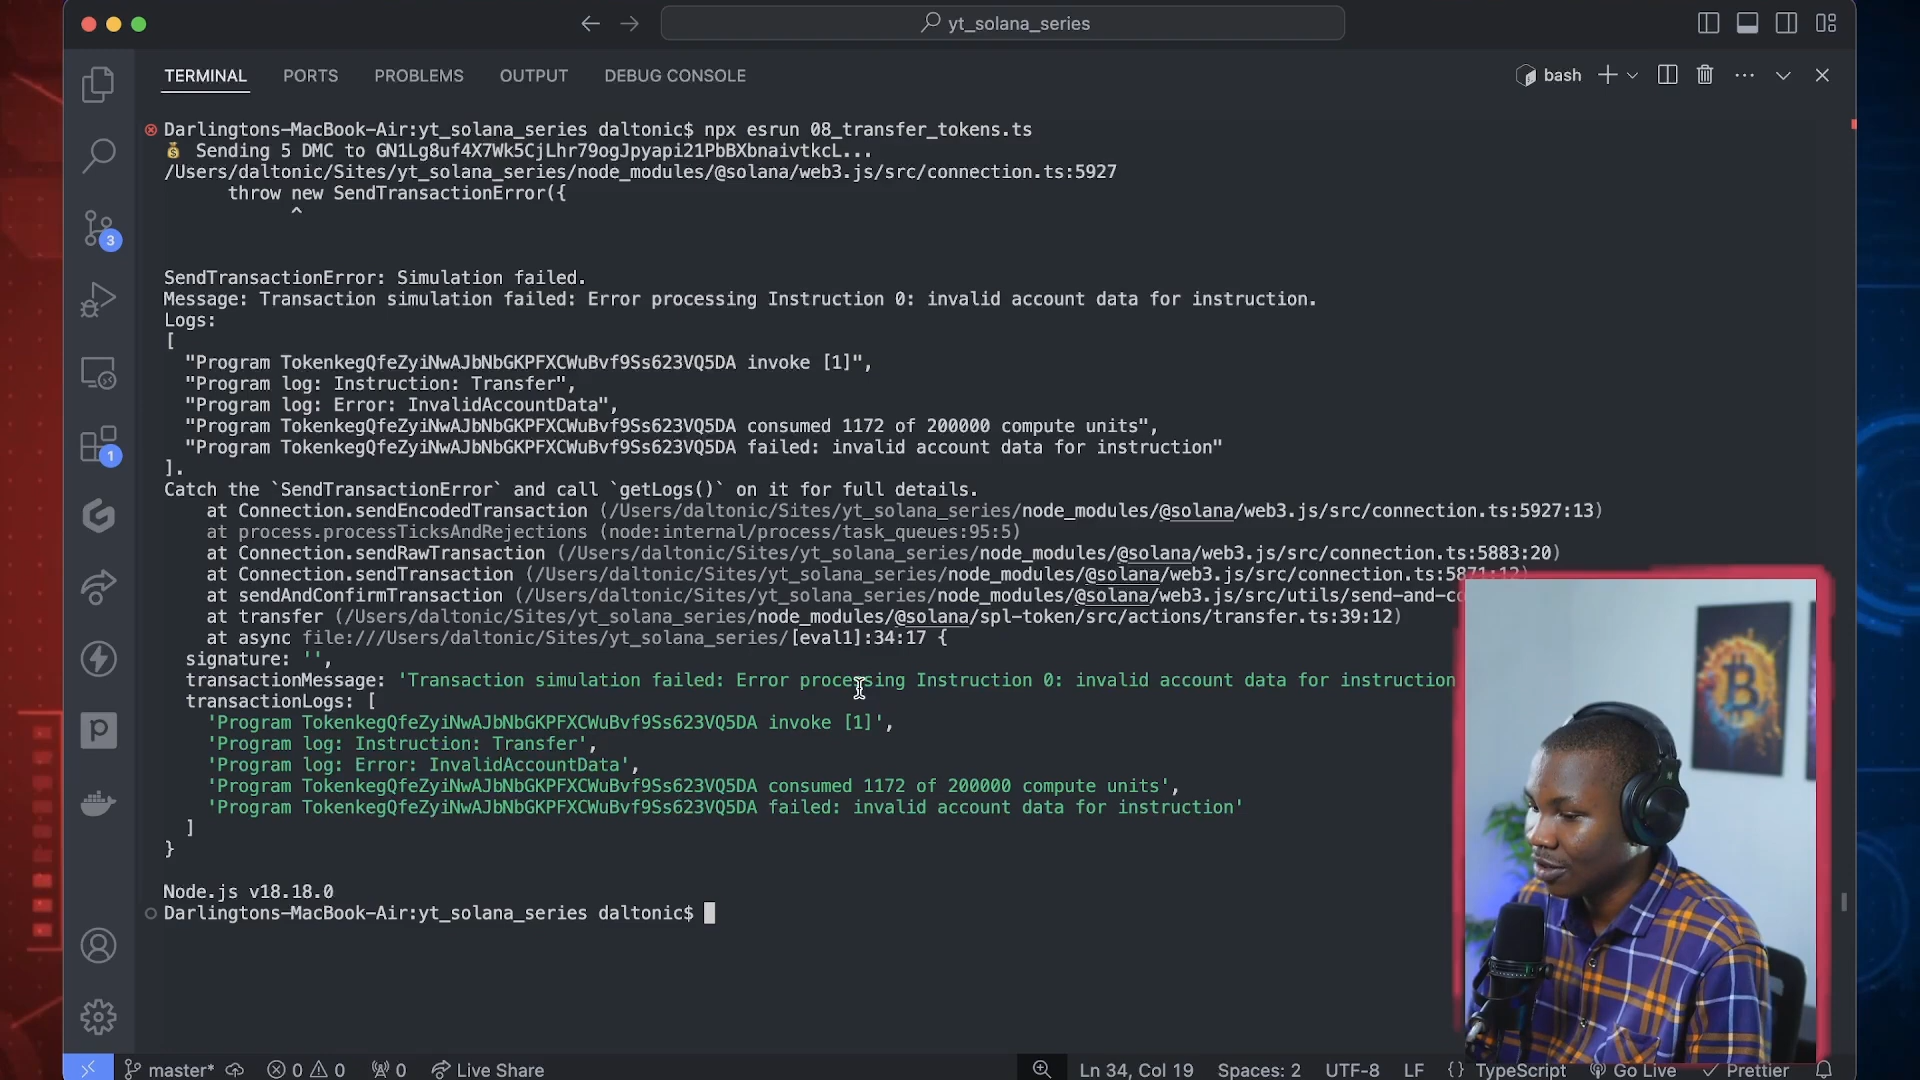 yt_solana_series
TERMINAL PORTS PROBLEMS OUTPUT DEBUG CONSOLE
bash
Darlingtons-MacBook-Air:yt_solana_series daltonic$ npx esrun 08_transfer_tokens.ts
💰 Sending 5 DMC to GN1Lg8uf4X7Wk5CjLhr79ogJpyapi21PbBXbnaivtkcL...
/Users/daltonic/Sites/yt_solana_series/node_modules/@solana/web3.js/src/connection.ts:5927
throw new SendTransactionError({
^
SendTransactionError: Simulation failed.
Message: Transaction simulation failed: Error processing Instruction 0: invalid account data for instruction.
Logs:
[
"Program TokenkegQfeZyiNwAJbNbGKPFXCWuBvf9Ss623VQ5DA invoke [1]",
"Program log: Instruction: Transfer",
"Program log: Error: InvalidAccountData",
"Program TokenkegQfeZyiNwAJbNbGKPFXCWuBvf9Ss623VQ5DA consumed 1172 of 200000 compute units",
"Program TokenkegQfeZyiNwAJbNbGKPFXCWuBvf9Ss623VQ5DA failed: invalid account data for instruction"
].
Catch the `SendTransactionError` and call `getLogs()` on it for full details.
at Connection.sendEncodedTransaction (/Users/daltonic/Sites/yt_solana_series/node_modules/@solana/web3.js/src/connection.ts:5927:13)
at process.processTicksAndRejections (node:internal/process/task_queues:95:5)
at Connection.sendRawTransaction (/Users/daltonic/Sites/yt_solana_series/node_modules/@solana/web3.js/src/connection.ts:5883:20)
at Connection.sendTransaction (/Users/daltonic/Sites/yt_solana_series/node_modules/@solana/web3.js/src/connection.ts:5871:12)
at sendAndConfirmTransaction (/Users/daltonic/Sites/yt_solana_series/node_modules/@solana/web3.js/src/utils/send-and-co
at transfer (/Users/daltonic/Sites/yt_solana_series/node_modules/@solana/spl-token/src/actions/transfer.ts:39:12)
at async file:///Users/daltonic/Sites/yt_solana_series/[eval1]:34:17 {
signature: '',
transactionMessage: 'Transaction simulation failed: Error processing Instruction 0: invalid account data for instruction
transactionLogs: [
'Program TokenkegQfeZyiNwAJbNbGKPFXCWuBvf9Ss623VQ5DA invoke [1]',
'Program log: Instruction: Transfer',
'Program log: Error: InvalidAccountData',
'Program TokenkegQfeZyiNwAJbNbGKPFXCWuBvf9Ss623VQ5DA consumed 1172 of 200000 compute units',
'Program TokenkegQfeZyiNwAJbNbGKPFXCWuBvf9Ss623VQ5DA failed: invalid account data for instruction'
]
}
Node.js v18.18.0
Darlingtons-MacBook-Air:yt_solana_series daltonic$
3
1
master* 0 0 0 Live Share Ln 34, Col 19 Spaces: 2 UTF-8 LF {} TypeScript Go Live Prettier